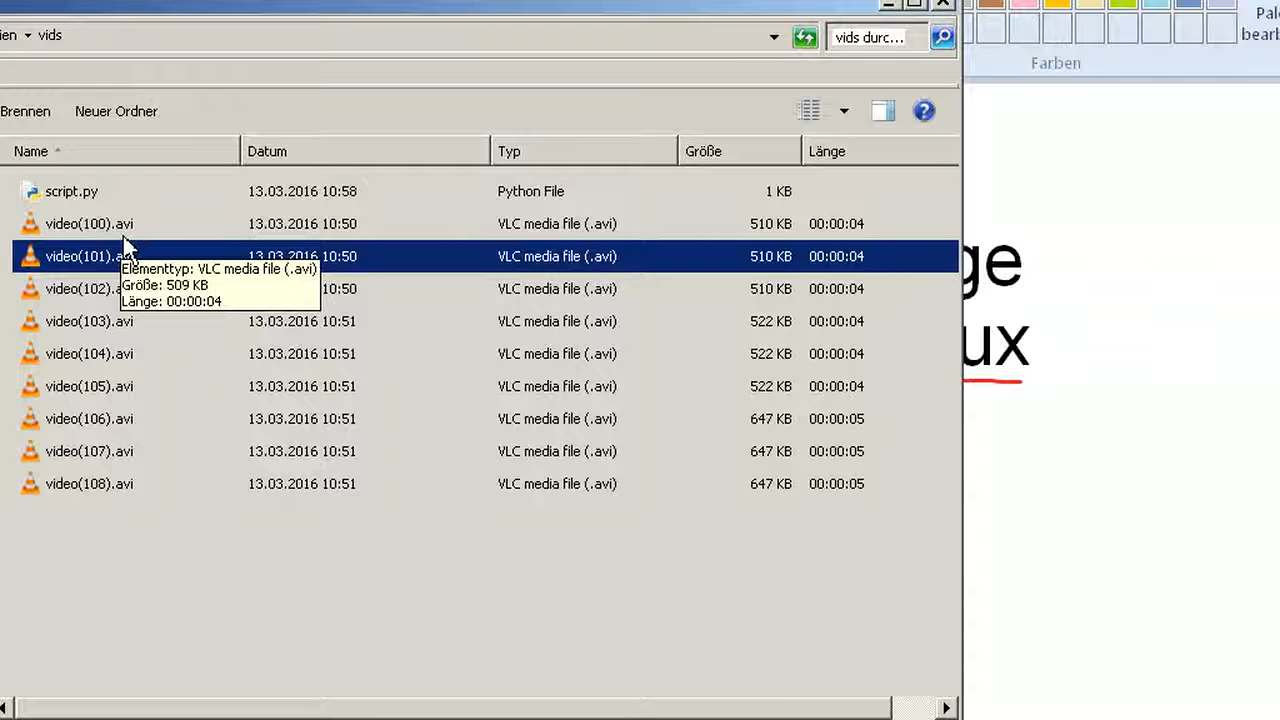 ien vids
vids durc...
Pal
bearb
Farben
Brennen Neuer Ordner
Name Datum Typ Größe Länge
script.py 13.03.2016 10:58 Python File 1 KB
video(100).avi 13.03.2016 10:50 VLC media file (.avi) 510 KB 00:00:04
video(101).a 13.03.2016 10:50 VLC media file (.avi) 510 KB 00:00:04
Elementtyp: VLC media file (.avi)
Größe: 509 KB
Länge: 00:00:04
video(102).a 10:50 VLC media file (.avi) 510 KB 00:00:04
video(103).avi 13.03.2016 10:51 VLC media file (.avi) 522 KB 00:00:04
video(104).avi 13.03.2016 10:51 VLC media file (.avi) 522 KB 00:00:04
video(105).avi 13.03.2016 10:51 VLC media file (.avi) 522 KB 00:00:04
video(106).avi 13.03.2016 10:51 VLC media file (.avi) 647 KB 00:00:05
video(107).avi 13.03.2016 10:51 VLC media file (.avi) 647 KB 00:00:05
video(108).avi 13.03.2016 10:51 VLC media file (.avi) 647 KB 00:00:05
ge
ux